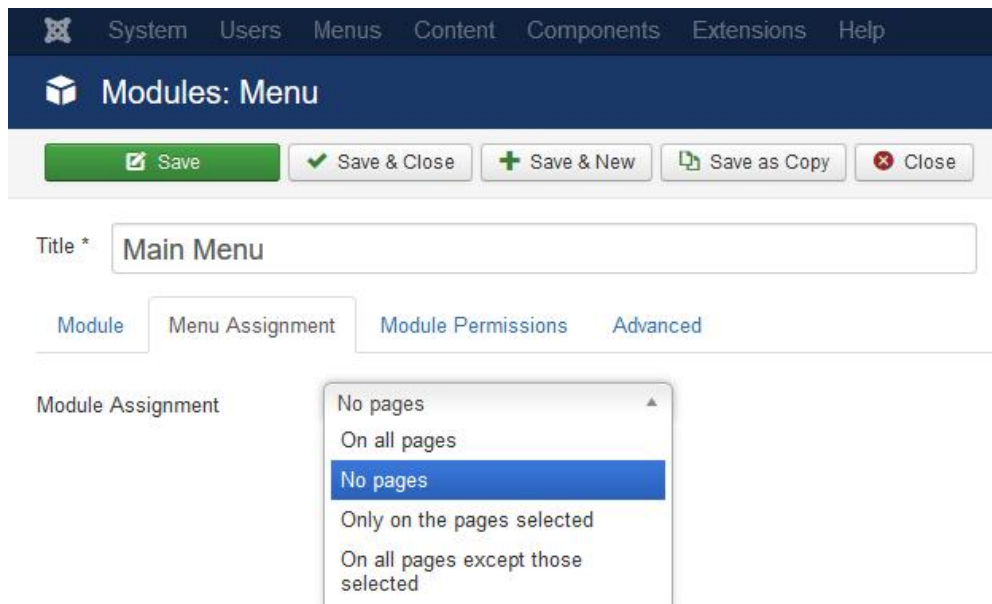 System Users Menus Content Components Extensions Help
Modules: Menu
Save Save & Close Save & New Save as Copy Close
Title * Main Menu
Module Menu Assignment Module Permissions Advanced
Module Assignment No pages
On all pages
No pages
Only on the pages selected
On all pages except those
selected